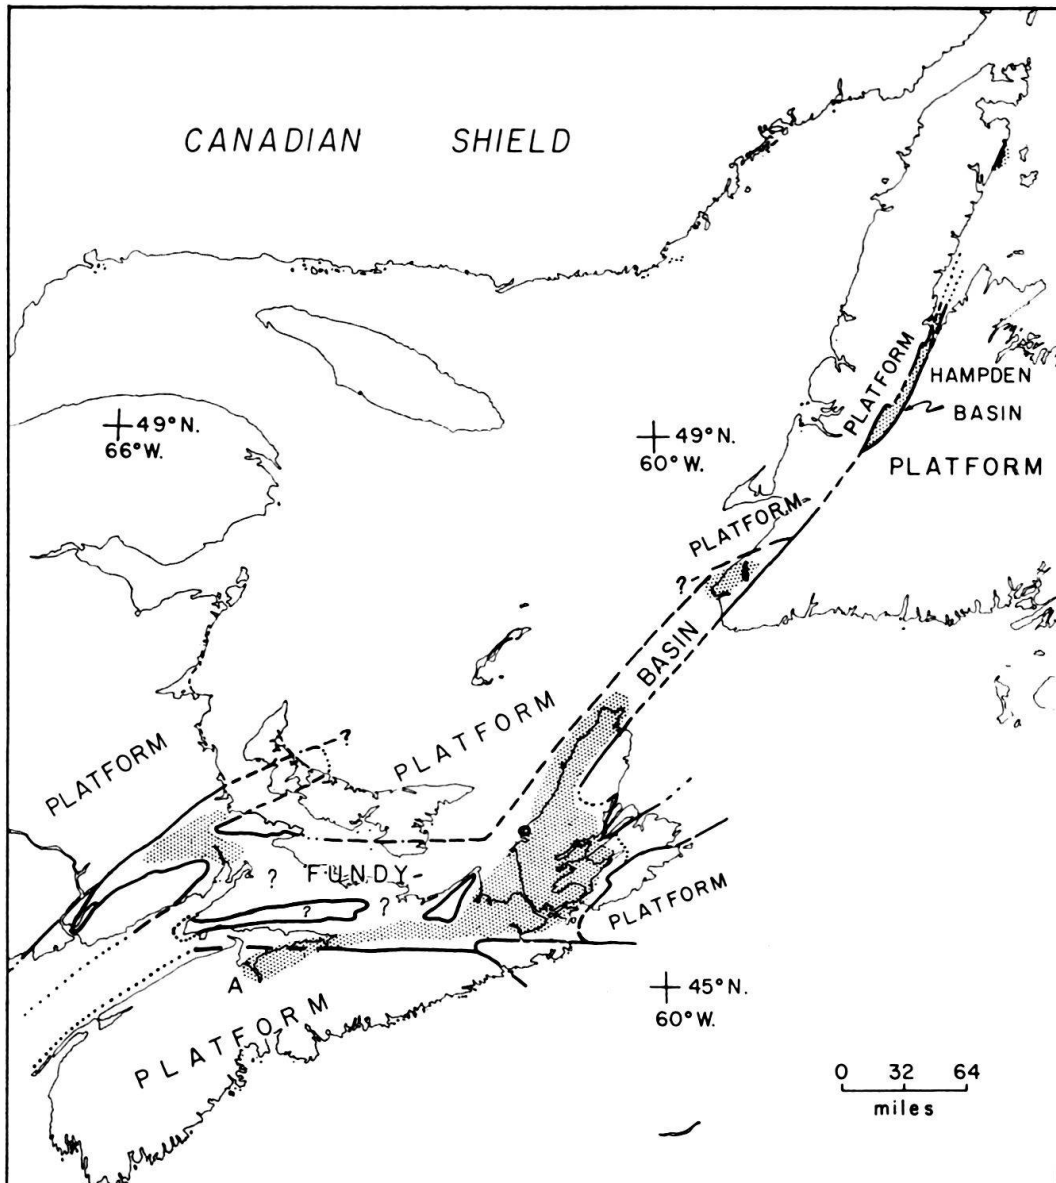 CANADIAN SHIELD
PLATFORM
HAMPDEN
BASIN
49°N.
66°W.
49°N.
60°W.
PLATFORM
PLATFORM
?
BASIN
PLATFORM
?
PLATFORM
? FUNDY-
?
?
PLATFORM
A
45°N.
60°W.
PLATFORM
0 32 64
miles